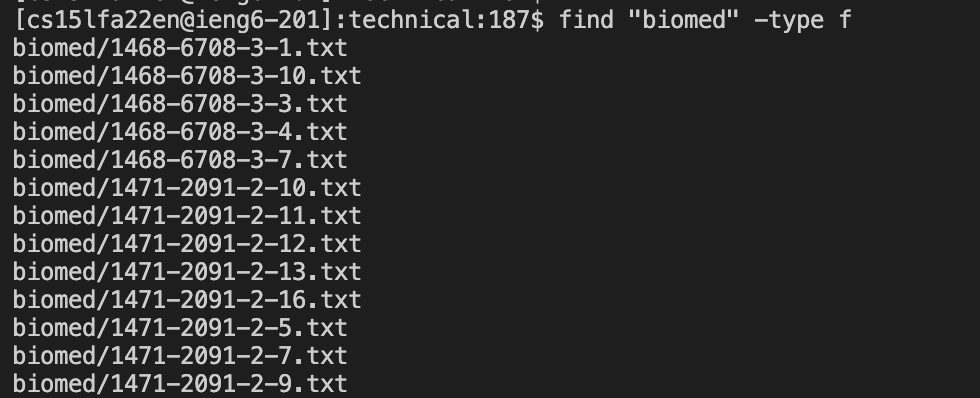 [cs15lfa22en@ieng6-201]:technical:187$ find "biomed" -type f
biomed/1468-6708-3-1.txt
biomed/1468-6708-3-10.txt
biomed/1468-6708-3-3.txt
biomed/1468-6708-3-4.txt
biomed/1468-6708-3-7.txt
biomed/1471-2091-2-10.txt
biomed/1471-2091-2-11.txt
biomed/1471-2091-2-12.txt
biomed/1471-2091-2-13.txt
biomed/1471-2091-2-16.txt
biomed/1471-2091-2-5.txt
biomed/1471-2091-2-7.txt
biomed/1471-2091-2-9.txt